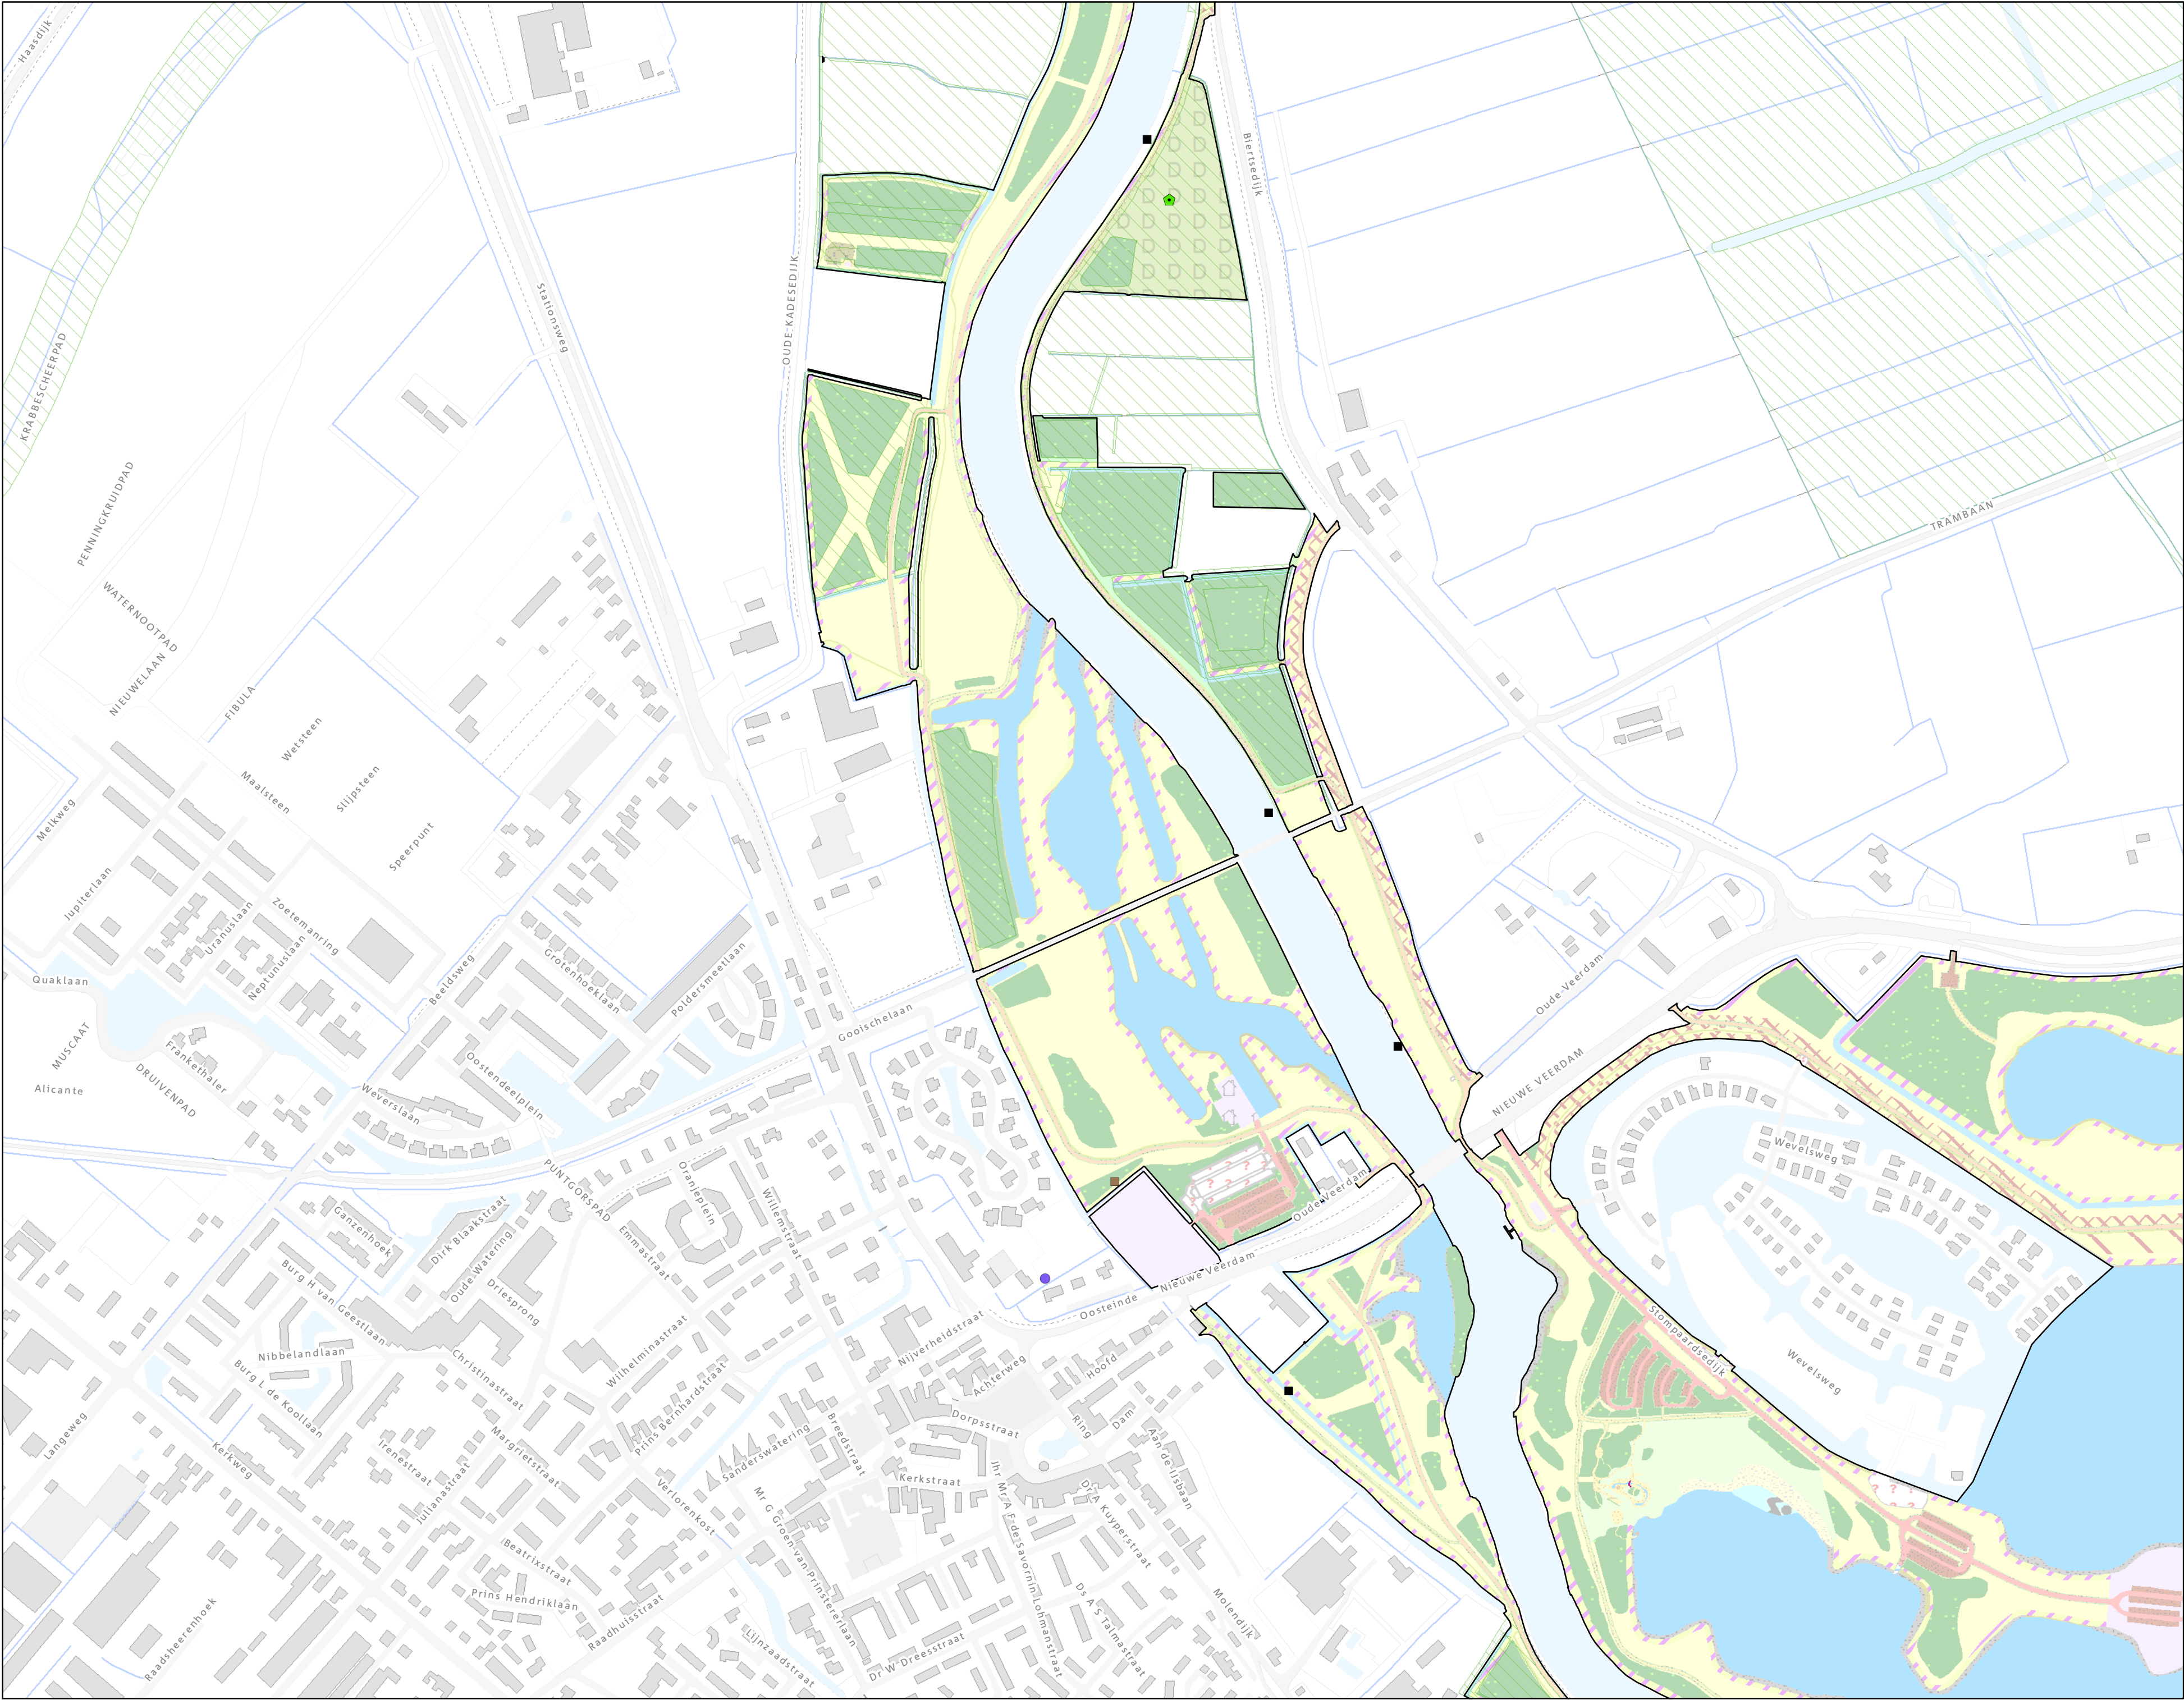 Haasdijk
KRABBESCHEERPAD
Stationsweg
OUDE KADESEDIJK
Biertsedijk
TRAMBAAN
PENNINGKRUIDPAD
WATERNOOTPAD
NIEUWELAAN
FIBULA
Wetsteen
Slijpsteen
Maalsteen
Speerpunt
Melkweg
Jupiterlaan
Uranuslaan
Neptunuslaan
Zoetemanring
Quaklaan
MUSCAAT
Frankethaler
Alicante
DRUIVENPAD
Beeldsweg
Grotenhoeklaan
Poldersmeetlaan
Oostendeelplein
Weverslaan
Gooischelaan
Oude Veerdam
NIEUWE VEERDAM
Wevelsweg
PUNTGORSPAD
Oranjeplein
Willemstraat
Emmastraat
Ganzenhoek
Dirk Blaakstraat
Oude Watering
Driesprong
Burg H van Geestlaan
Oude Veerdam
Nieuwe Veerdam
Oosteinde
Stompaardsedijk
Wevelsweg
Nibbelandlaan
Burg L de Koollaan
Christinastraat
Wilhelminastraat
Prins Bernhardstraat
Nijverheidstraat
Achterweg
Hoofd
Dorpsstraat
Ring
Dam
Aan de IJsbaan
Langeweg
Kerkweg
Irenestraat
Julianastraat
Margrietstraat
Sanderswatering
Breedstraat
Kerkstraat
Verlorenkost
Mr G Groen van Prinstererlaan
Jhr Mr A F de Savornin Lohmanstraat
Dr A Kuyperstraat
Ds A S Talmastraat
Molendijk
Beatrixstraat
Prins Hendriklaan
Raadhuisstraat
Raadsheerenhoek
Lijnzaadstraat
Dr W Dreesstraat